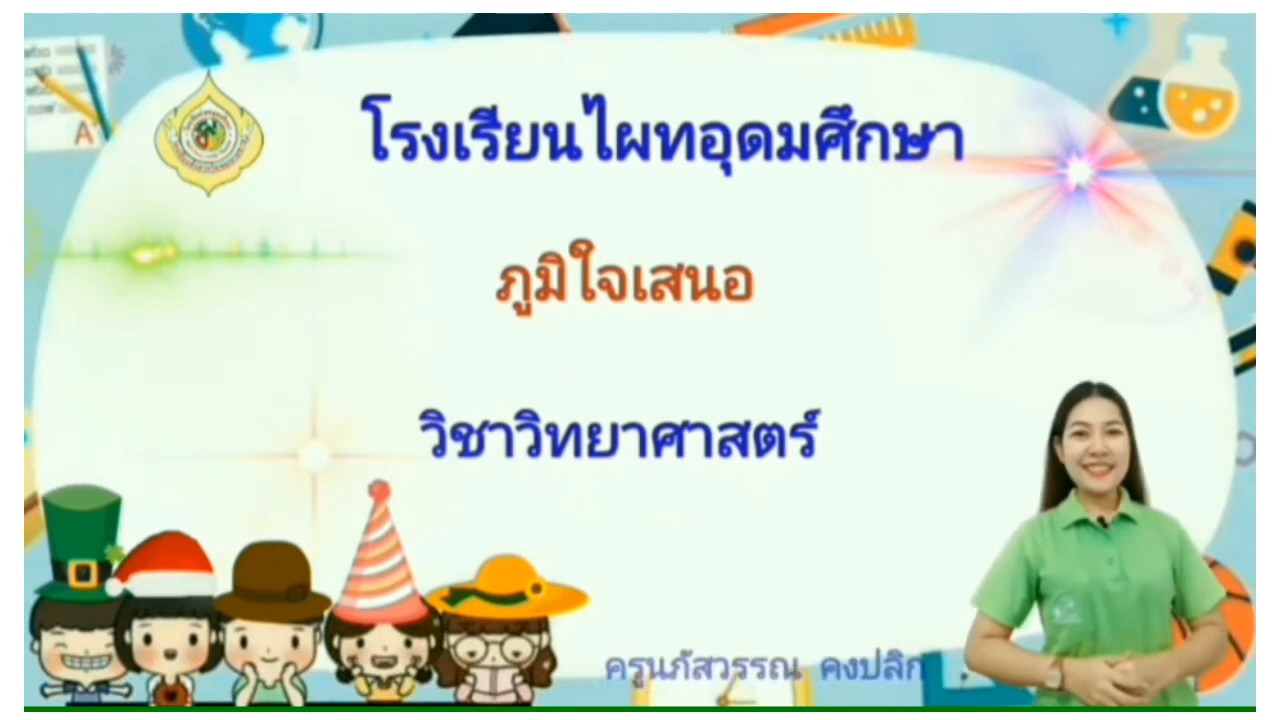 โรงเรียนไผทอุดมศึกษา
ภูมิใจเสนอ
วิชาวิทยาศาสตร์
ครูนภัสวรรณ คงปลิก
A